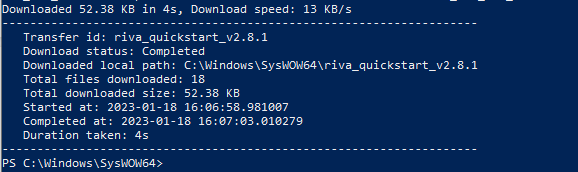 Downloaded 52.38 KB in 4s, Download speed: 13 KB/s
----------------------------------------------------------------
Transfer id: riva_quickstart_v2.8.1
Download status: Completed
Downloaded local path: C:\Windows\SysWOW64\riva_quickstart_v2.8.1
Total files downloaded: 18
Total downloaded size: 52.38 KB
Started at: 2023-01-18 16:06:58.981007
Completed at: 2023-01-18 16:07:03.010279
Duration taken: 4s
----------------------------------------------------------------
PS C:\Windows\SysWOW64>